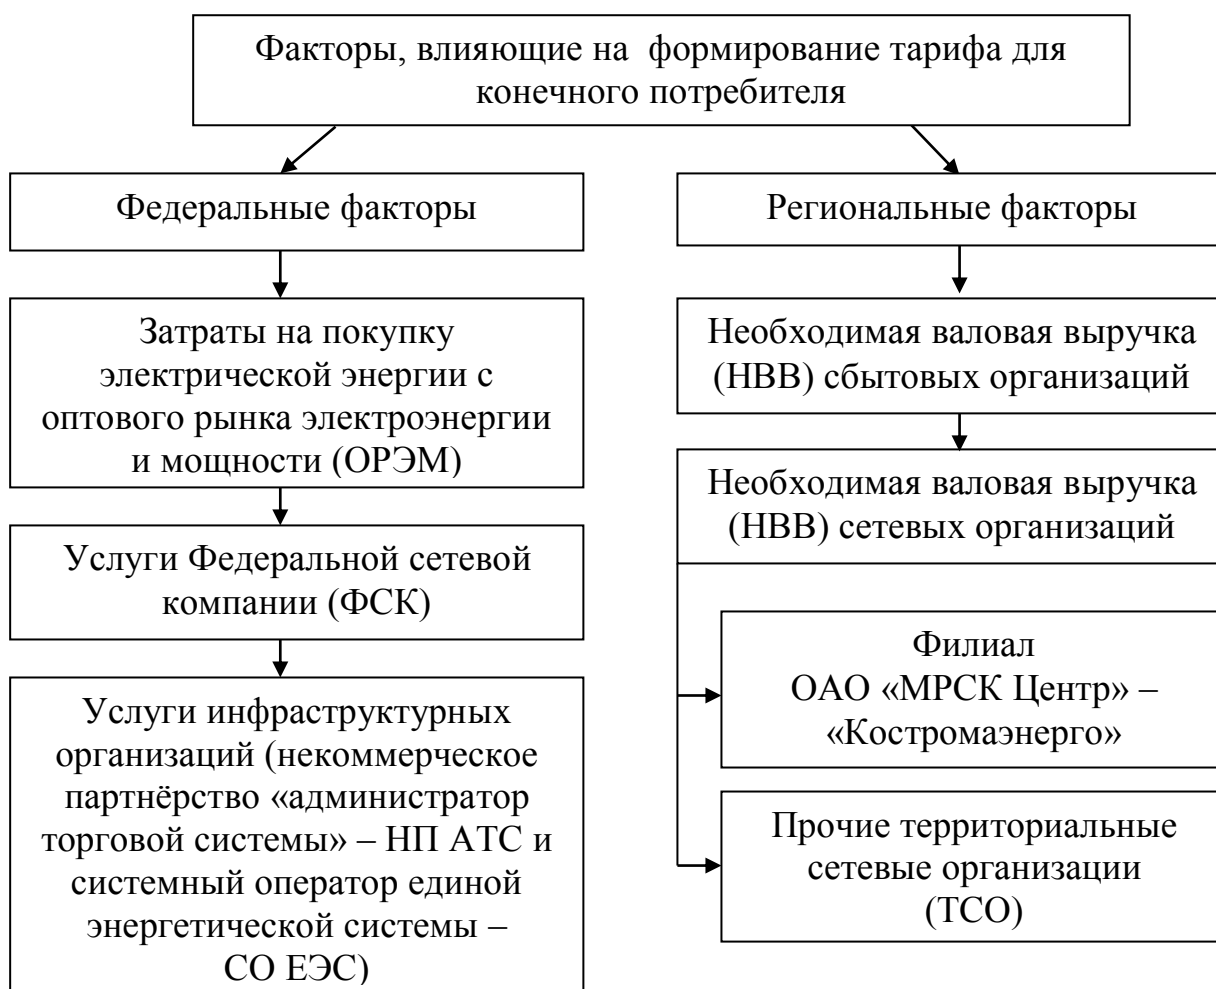 Факторы, влияющие на формирование тарифа для
конечного потребителя
Федеральные факторы
Затраты на покупку
электрической энергии с
оптового рынка электроэнергии
и мощности (ОРЭМ)
Услуги Федеральной сетевой
компании (ФСК)
Услуги инфраструктурных
организаций (некоммерческое
партнёрство «администратор
торговой системы» – НП АТС и
системный оператор единой
энергетической системы –
СО ЕЭС)
Региональные факторы
Необходимая валовая выручка
(НВВ) сбытовых организаций
Необходимая валовая выручка
(НВВ) сетевых организаций
Филиал
ОАО «МРСК Центр» –
«Костромаэнерго»
Прочие территориальные
сетевые организации
(ТСО)